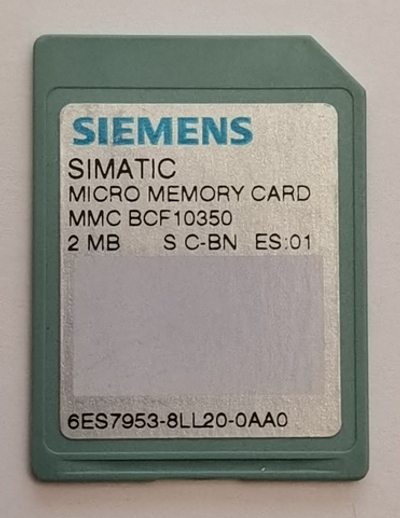 SIEMENS
SIMATIC
MICRO MEMORY CARD
MMC BCF10350
2 MB S C-BN ES:01
6ES7953-8LL20-0AA0